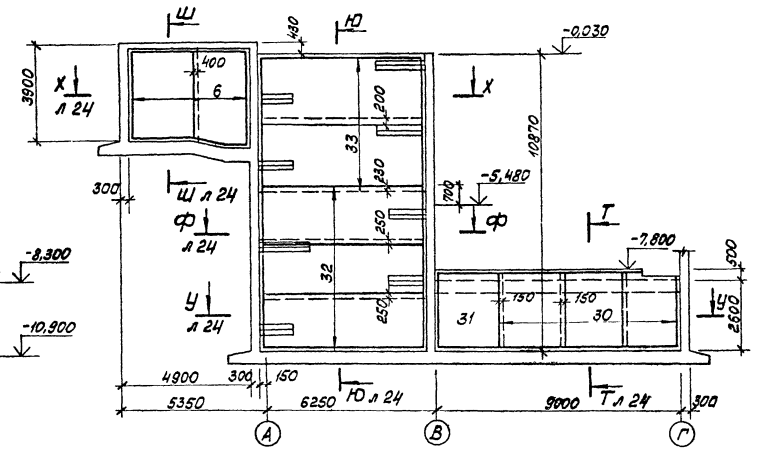 Ш
Ю
430
-0,030
3900
Х
л 24
400
6
200
Х
33
10870
230
300
Ш л 24
700
-5,480
Ф
л 24
250
Ф
Т
-8,300
-7,800
500
32
У
л 24
250
150
150
31
30
У
2600
-10,900
4900
300
150
Ю л 24
Т л 24
5350
6250
9000
300
А
В
Г